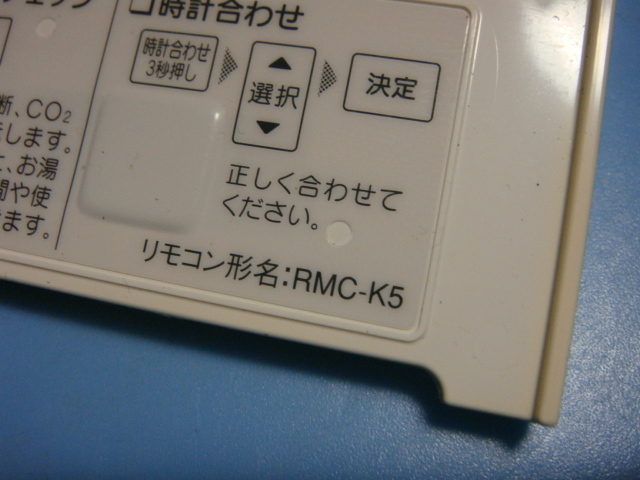 時計合わせ
時計合わせ
3秒押し
▲
選択
▼
決定
正しく合わせて
ください。
断、CO₂
します。
、お湯
間や使
きます。
リモコン形名:RMC-K5